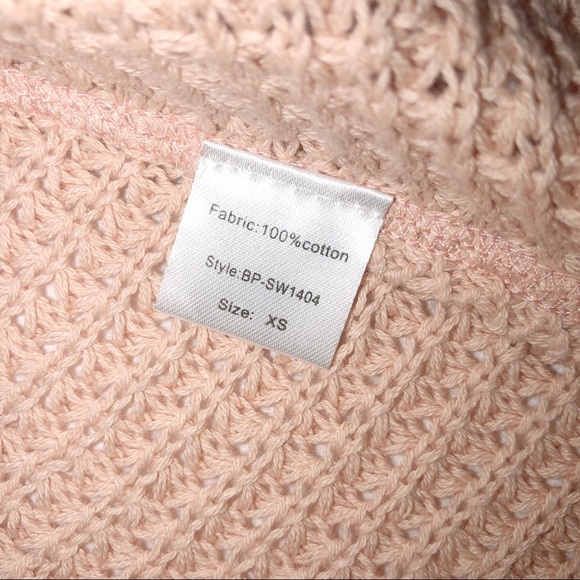 Fabric:100%cotton
Style:BP-SW1404
Size: XS